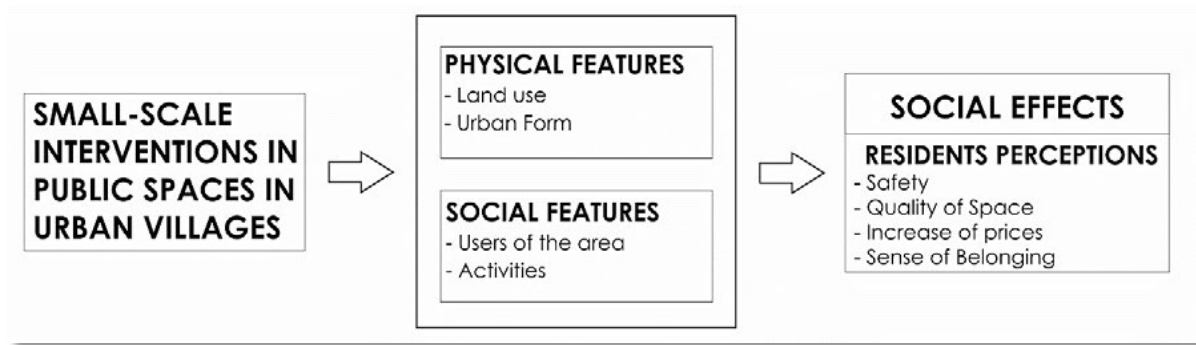 SMALL-SCALE
INTERVENTIONS IN
PUBLIC SPACES IN
URBAN VILLAGES
PHYSICAL FEATURES
- Land use
- Urban Form
SOCIAL FEATURES
- Users of the area
- Activities
SOCIAL EFFECTS
RESIDENTS PERCEPTIONS
- Safety
- Quality of Space
- Increase of prices
- Sense of Belonging